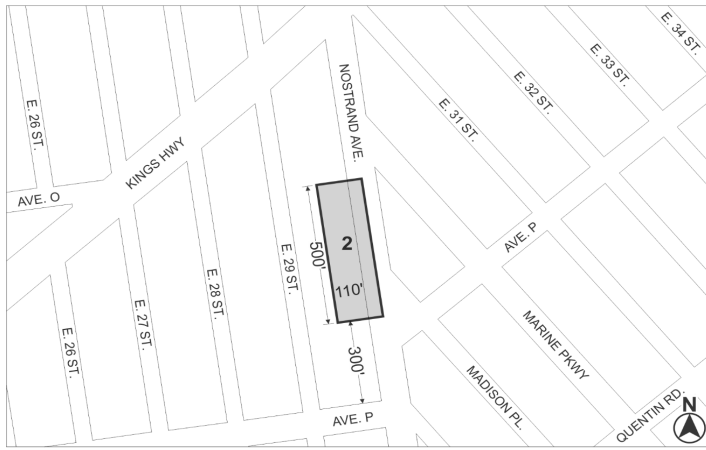 E. 34 ST.
E. 33 ST.
E. 32 ST.
E. 31 ST.
NOSTRAND AVE.
E. 26 ST.
KINGS HWY
AVE. O
2
500'
110'
300'
AVE. P
E. 29 ST.
E. 28 ST.
E. 27 ST.
E. 26 ST.
MARINE PKWY
MADISON PL.
QUENTIN RD.
AVE. P
N